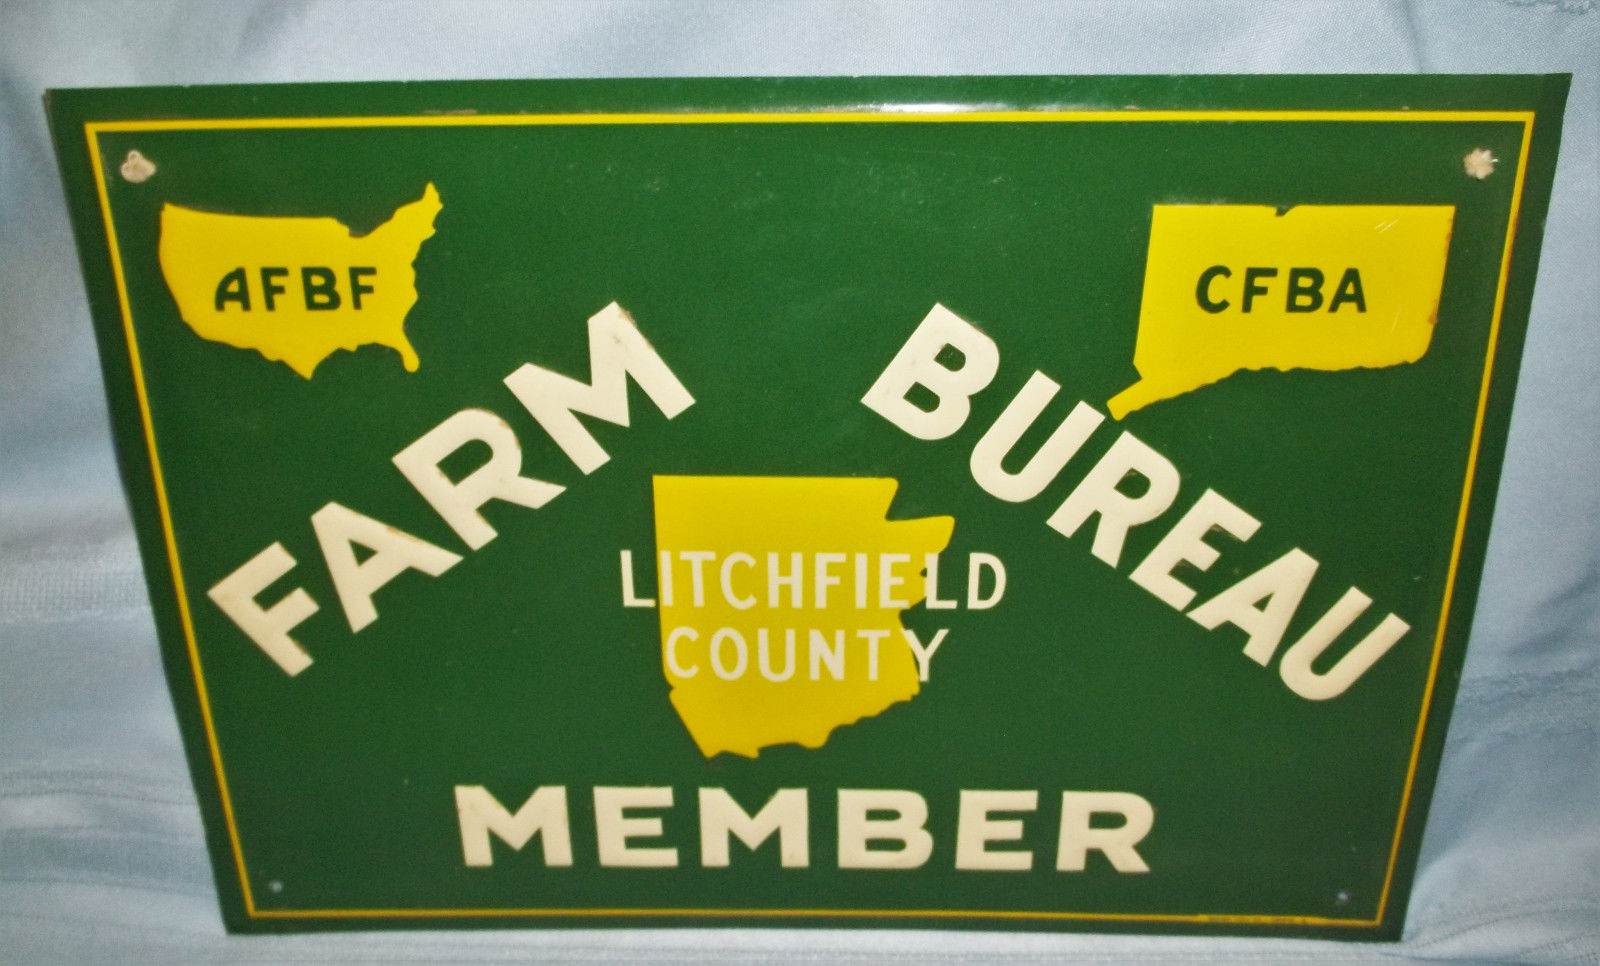 AFBF
CFBA
FARM BUREAU
LITCHFIELD
COUNTY
MEMBER